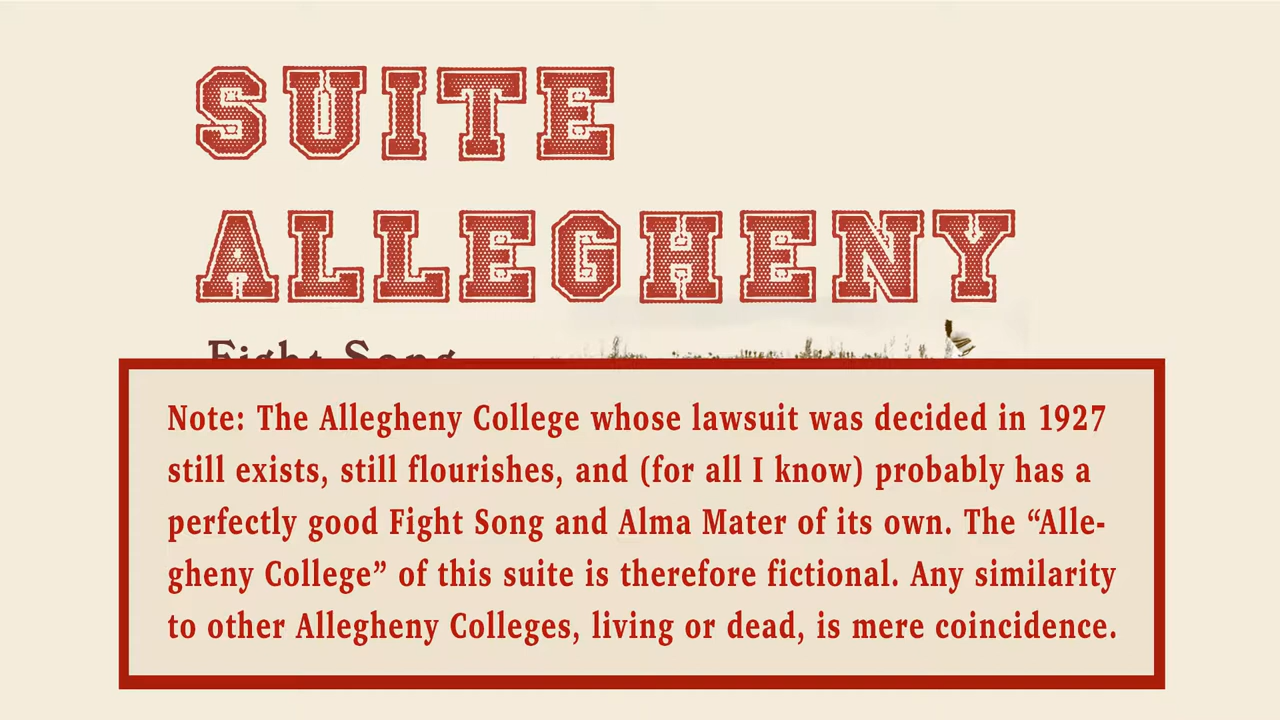 SUITE
ALLEGHENY
Fight Song
Note: The Allegheny College whose lawsuit was decided in 1927
still exists, still flourishes, and (for all I know) probably has a
perfectly good Fight Song and Alma Mater of its own. The “Alle-
gheny College” of this suite is therefore fictional. Any similarity
to other Allegheny Colleges, living or dead, is mere coincidence.